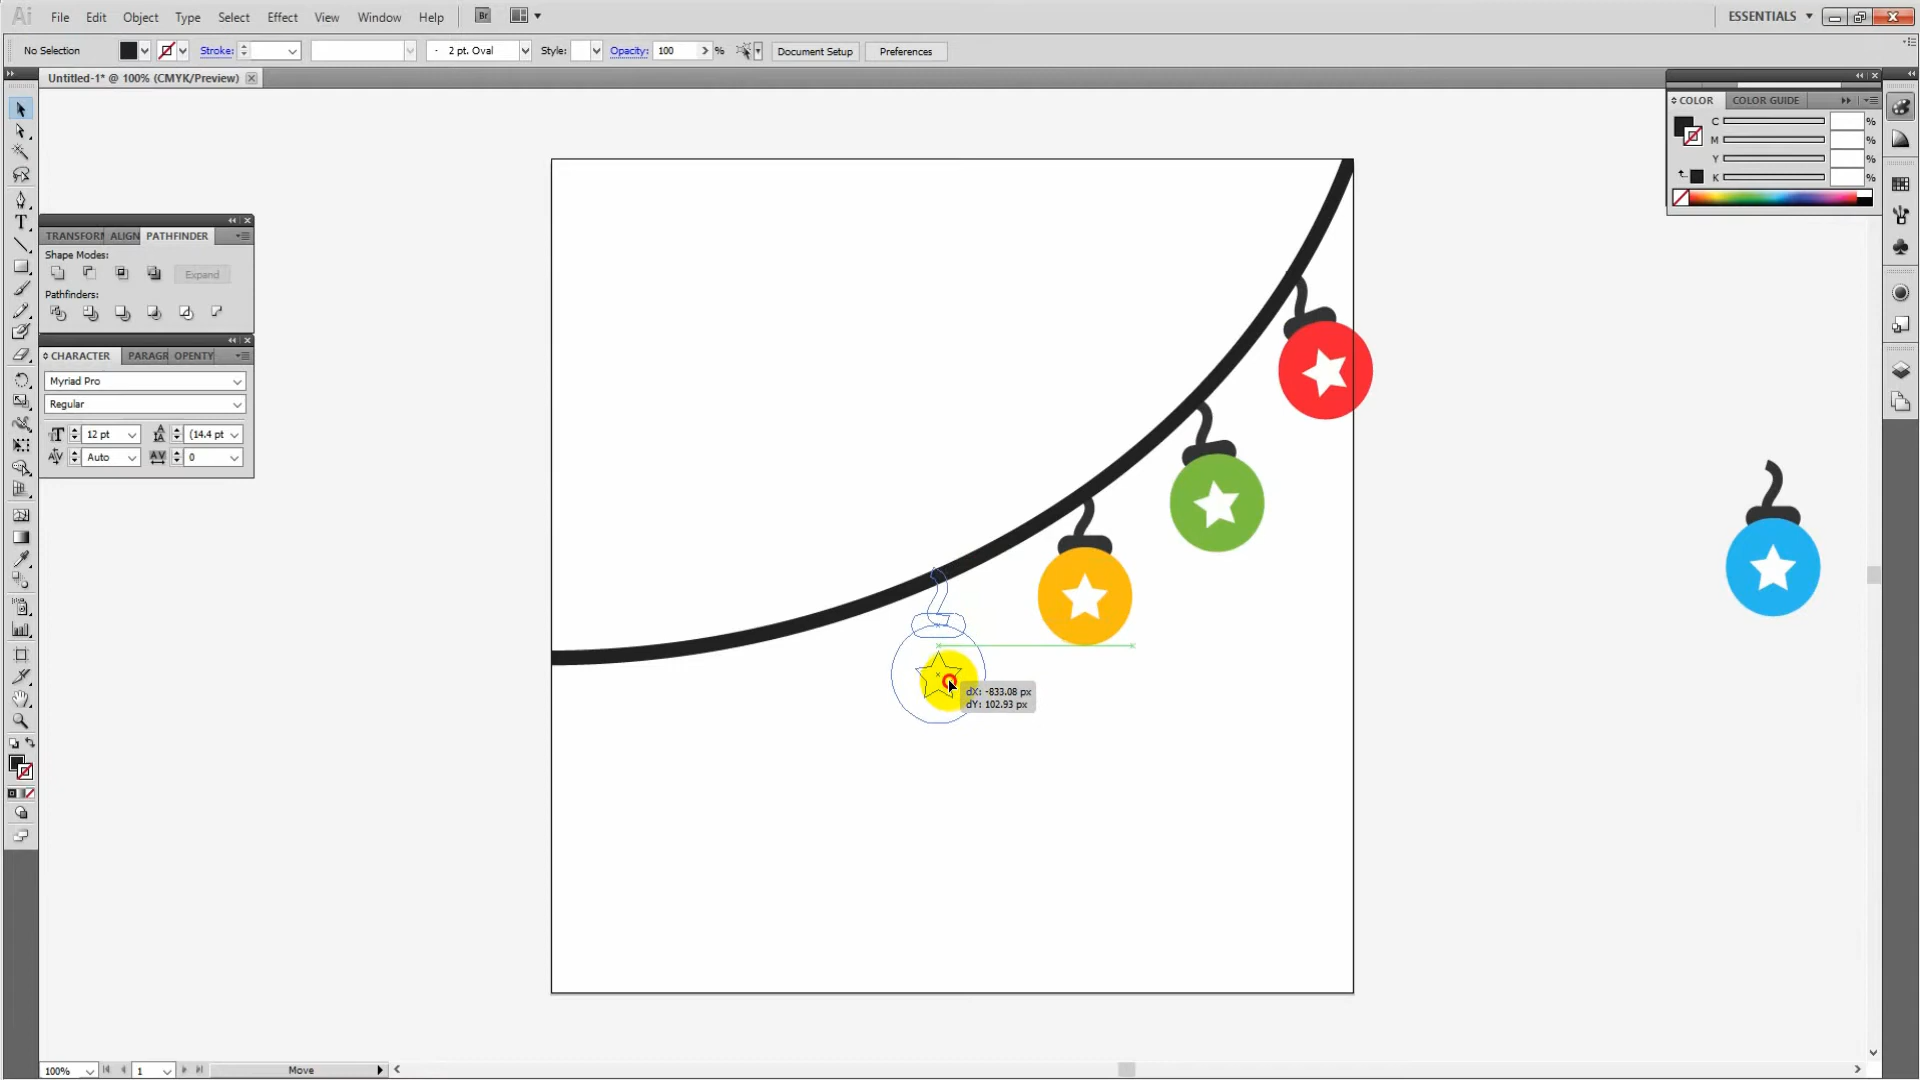 Ai File Edit Object Type Select Effect View Window Help Br ESSENTIALS
No Selection Stroke: 2 pt. Oval Style: Opacity: 100 % Document Setup Preferences
Untitled-1* @ 100% (CMYK/Preview)
COLOR COLOR GUIDE
C %
M %
Y %
K %
TRANSFORM ALIGN PATHFINDER
Shape Modes:
Expand
Pathfinders:
CHARACTER PARAGR OPENTY
Myriad Pro
Regular
12 pt (14.4 pt
Auto 0
dX: -833.08 px
dY: 102.93 px
100% 1 Move